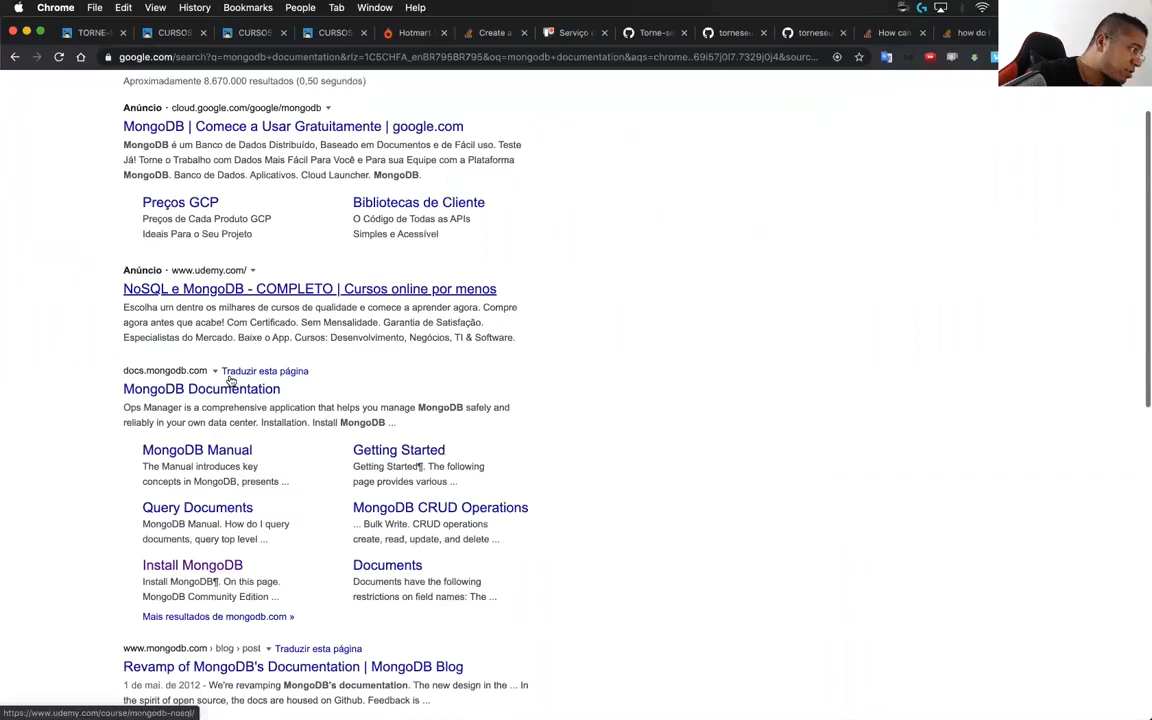 Chrome File Edit View History Bookmarks People Tab Window Help
TORNE- CURSOS CURSOS CURSOS Hotmart Create a Serviço d Torne-se torneseu torneseu How can how do I
google.com/search?q=mongodb+documentation&rlz=1C5CHFA_enBR795BR795&oq=mongodb+documentation&aqs=chrome..69i57j0l7.7329j0j4&sourc...
Aproximadamente 8.670.000 resultados (0,50 segundos)
Anúncio · cloud.google.com/google/mongodb
MongoDB | Comece a Usar Gratuitamente | google.com
MongoDB é um Banco de Dados Distribuído, Baseado em Documentos e de Fácil uso. Teste
Já! Torne o Trabalho com Dados Mais Fácil Para Você e Para sua Equipe com a Plataforma
MongoDB. Banco de Dados. Aplicativos. Cloud Launcher. MongoDB.
Preços GCP
Preços de Cada Produto GCP
Ideais Para o Seu Projeto
Bibliotecas de Cliente
O Código de Todas as APIs
Simples e Acessível
Anúncio · www.udemy.com/
NoSQL e MongoDB - COMPLETO | Cursos online por menos
Escolha um dentre os milhares de cursos de qualidade e comece a aprender agora. Compre
agora antes que acabe! Com Certificado. Sem Mensalidade. Garantia de Satisfação.
Especialistas do Mercado. Baixe o App. Cursos: Desenvolvimento, Negócios, TI & Software.
docs.mongodb.com Traduzir esta página
MongoDB Documentation
Ops Manager is a comprehensive application that helps you manage MongoDB safely and
reliably in your own data center. Installation. Install MongoDB ...
MongoDB Manual
The Manual introduces key
concepts in MongoDB, presents ...
Getting Started
Getting Started¶. The following
page provides various ...
Query Documents
MongoDB Manual. How do I query
documents, query top level ...
MongoDB CRUD Operations
... Bulk Write. CRUD operations
create, read, update, and delete ...
Install MongoDB
Install MongoDB¶. On this page.
MongoDB Community Edition ...
Documents
Documents have the following
restrictions on field names: The ...
Mais resultados de mongodb.com »
www.mongodb.com › blog › post Traduzir esta página
Revamp of MongoDB's Documentation | MongoDB Blog
1 de mai. de 2012 - We're revamping MongoDB's documentation. The new design in the ... In
the spirit of open source, the docs are housed on Github. Feedback is ...
https://www.udemy.com/course/mongodb-nosql/